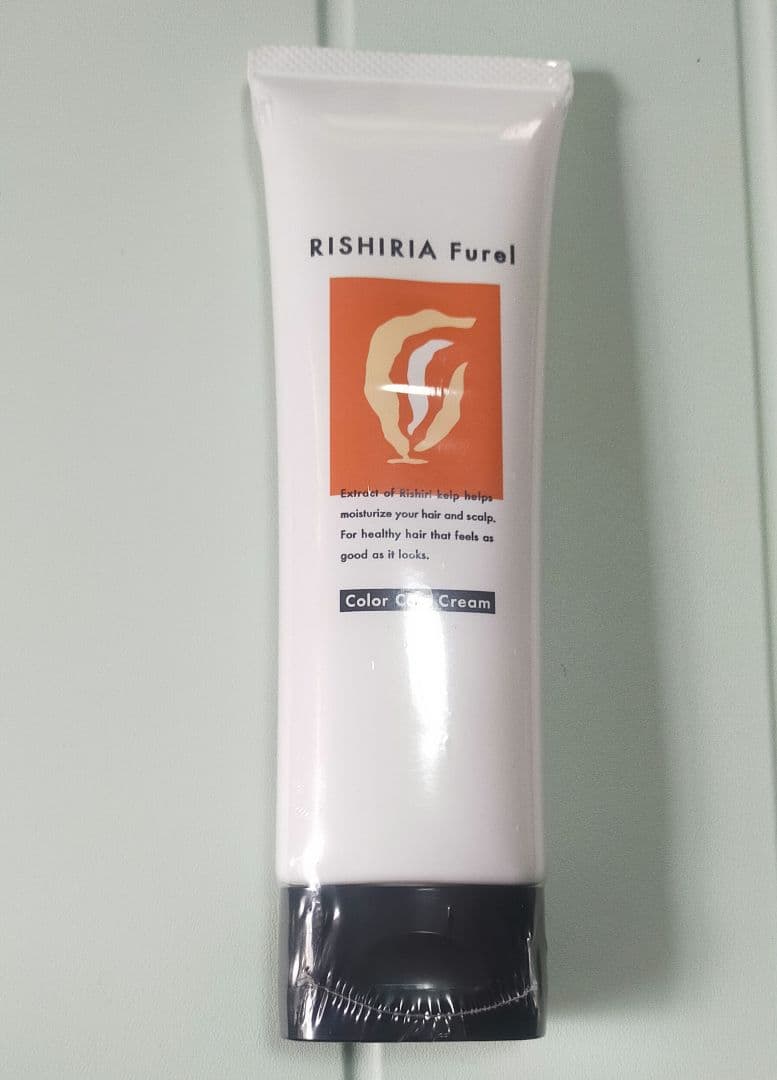 RISHIRIA Furel
Extract of Rishiri kelp helps
moisturize your hair and scalp.
For healthy hair that feels as
good as it looks.
Color Cream